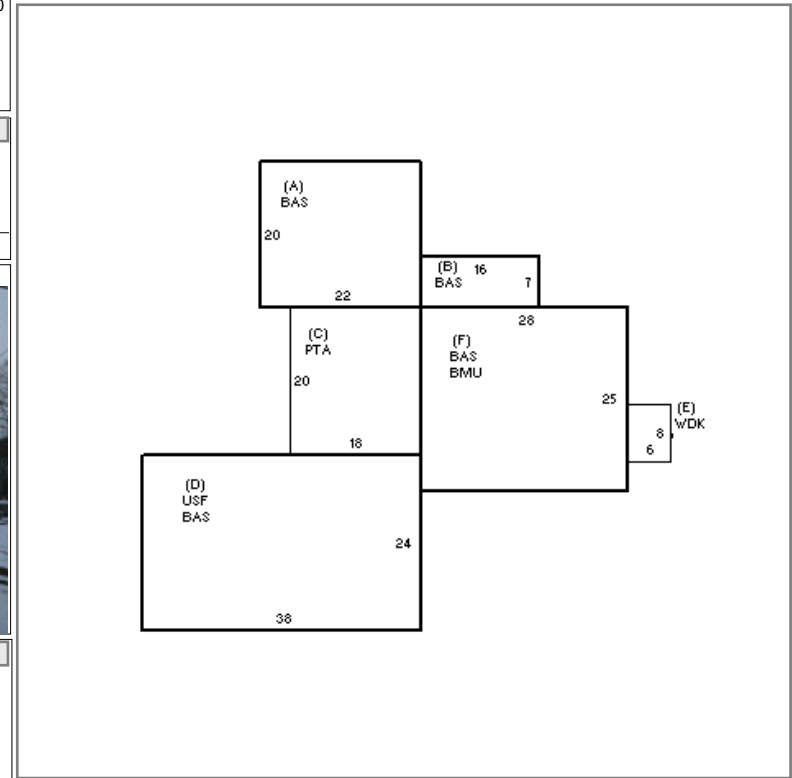 (A)
BAS
20
22
(B) 16
BAS 7
28
(C)
PTA
20
18
(F)
BAS
BMU
25
(E)
WDK
8
6
(D)
USF
BAS
24
38